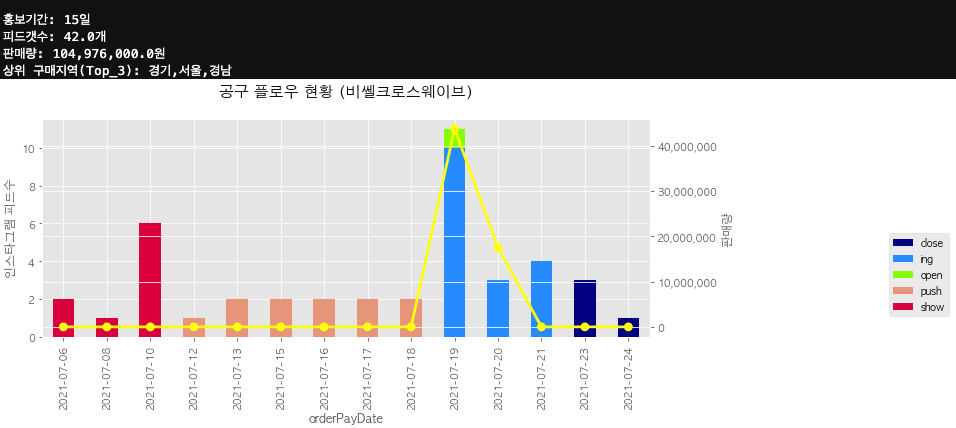 홍보기간: 15일
피드갯수: 42.0개
판매량: 104,976,000.0원
상위 구매지역(Top_3): 경기,서울,경남
공구 플로우 현황 (비쎌크로스웨이브)
인스타그램 피드수
10
8
6
4
2
0
40,000,000
30,000,000
20,000,000
10,000,000
0
판매량
2021-07-06
2021-07-08
2021-07-10
2021-07-12
2021-07-13
2021-07-15
2021-07-16
2021-07-17
2021-07-18
2021-07-19
2021-07-20
2021-07-21
2021-07-23
2021-07-24
orderPayDate
close
ing
open
push
show